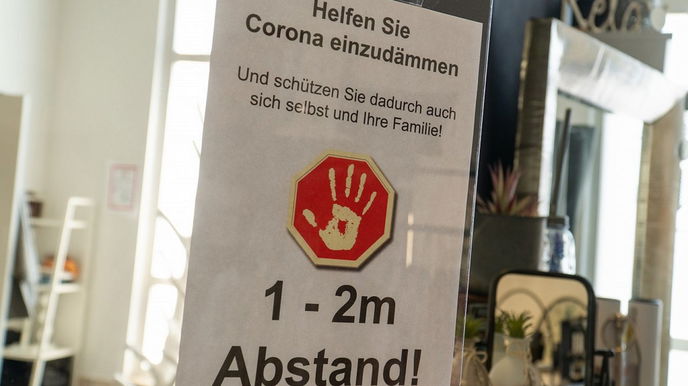 Helfen Sie
Corona einzudämmen
Und schützen Sie dadurch auch
sich selbst und Ihre Familie!
1 - 2m
Abstand!